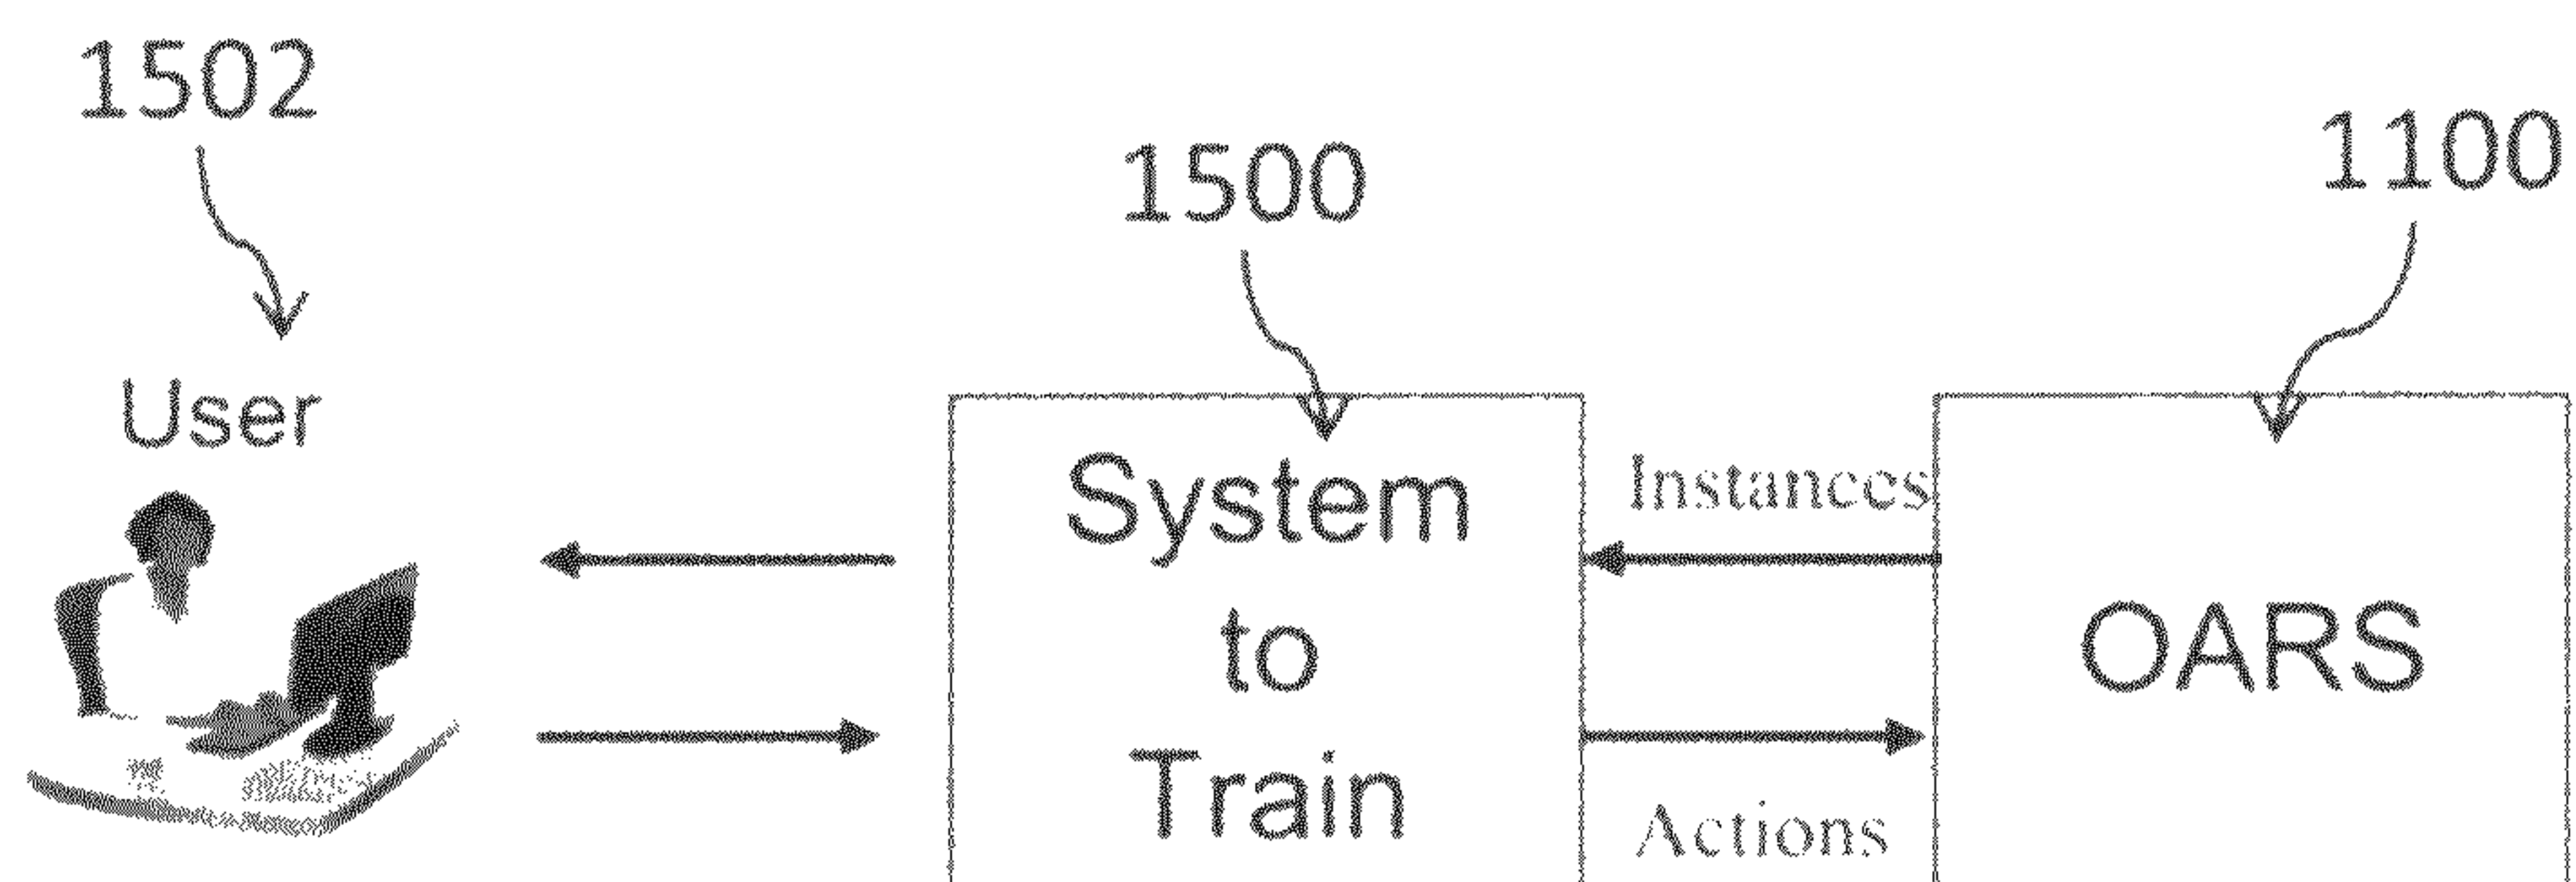 1502
1500
1100
User
System
to
Train
Instances
Actions
OARS